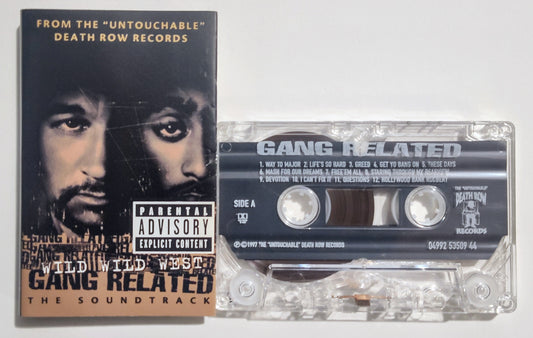 FROM THE "UNTOUCHABLE"
DEATH ROW RECORDS
PARENTAL
ADVISORY
EXPLICIT CONTENT
GANG RELATED
WILD WILD WEST
GANG RELATED
THE SOUNDTRACK
GANG RELATED
1. WAY TO MAJOR 2. LIFE'S SO HARD 3. GREED 4. GET YO BANG ON 5. THESE DAYS
6. MASH FOR OUR DREAMS 7. FREE'EM ALL 8. STARING THROUGH MY REARVIEW
9. DEVOTION 10. I CAN'T FIX IT 11. QUESTIONS 12. HOLLYWOOD BANK ROBBERY
SIDE A
THE "UNTOUCHABLE"
DEATH ROW
RECORDS
℗©1997 THE "UNTOUCHABLE" DEATH ROW RECORDS
04992 53509 44